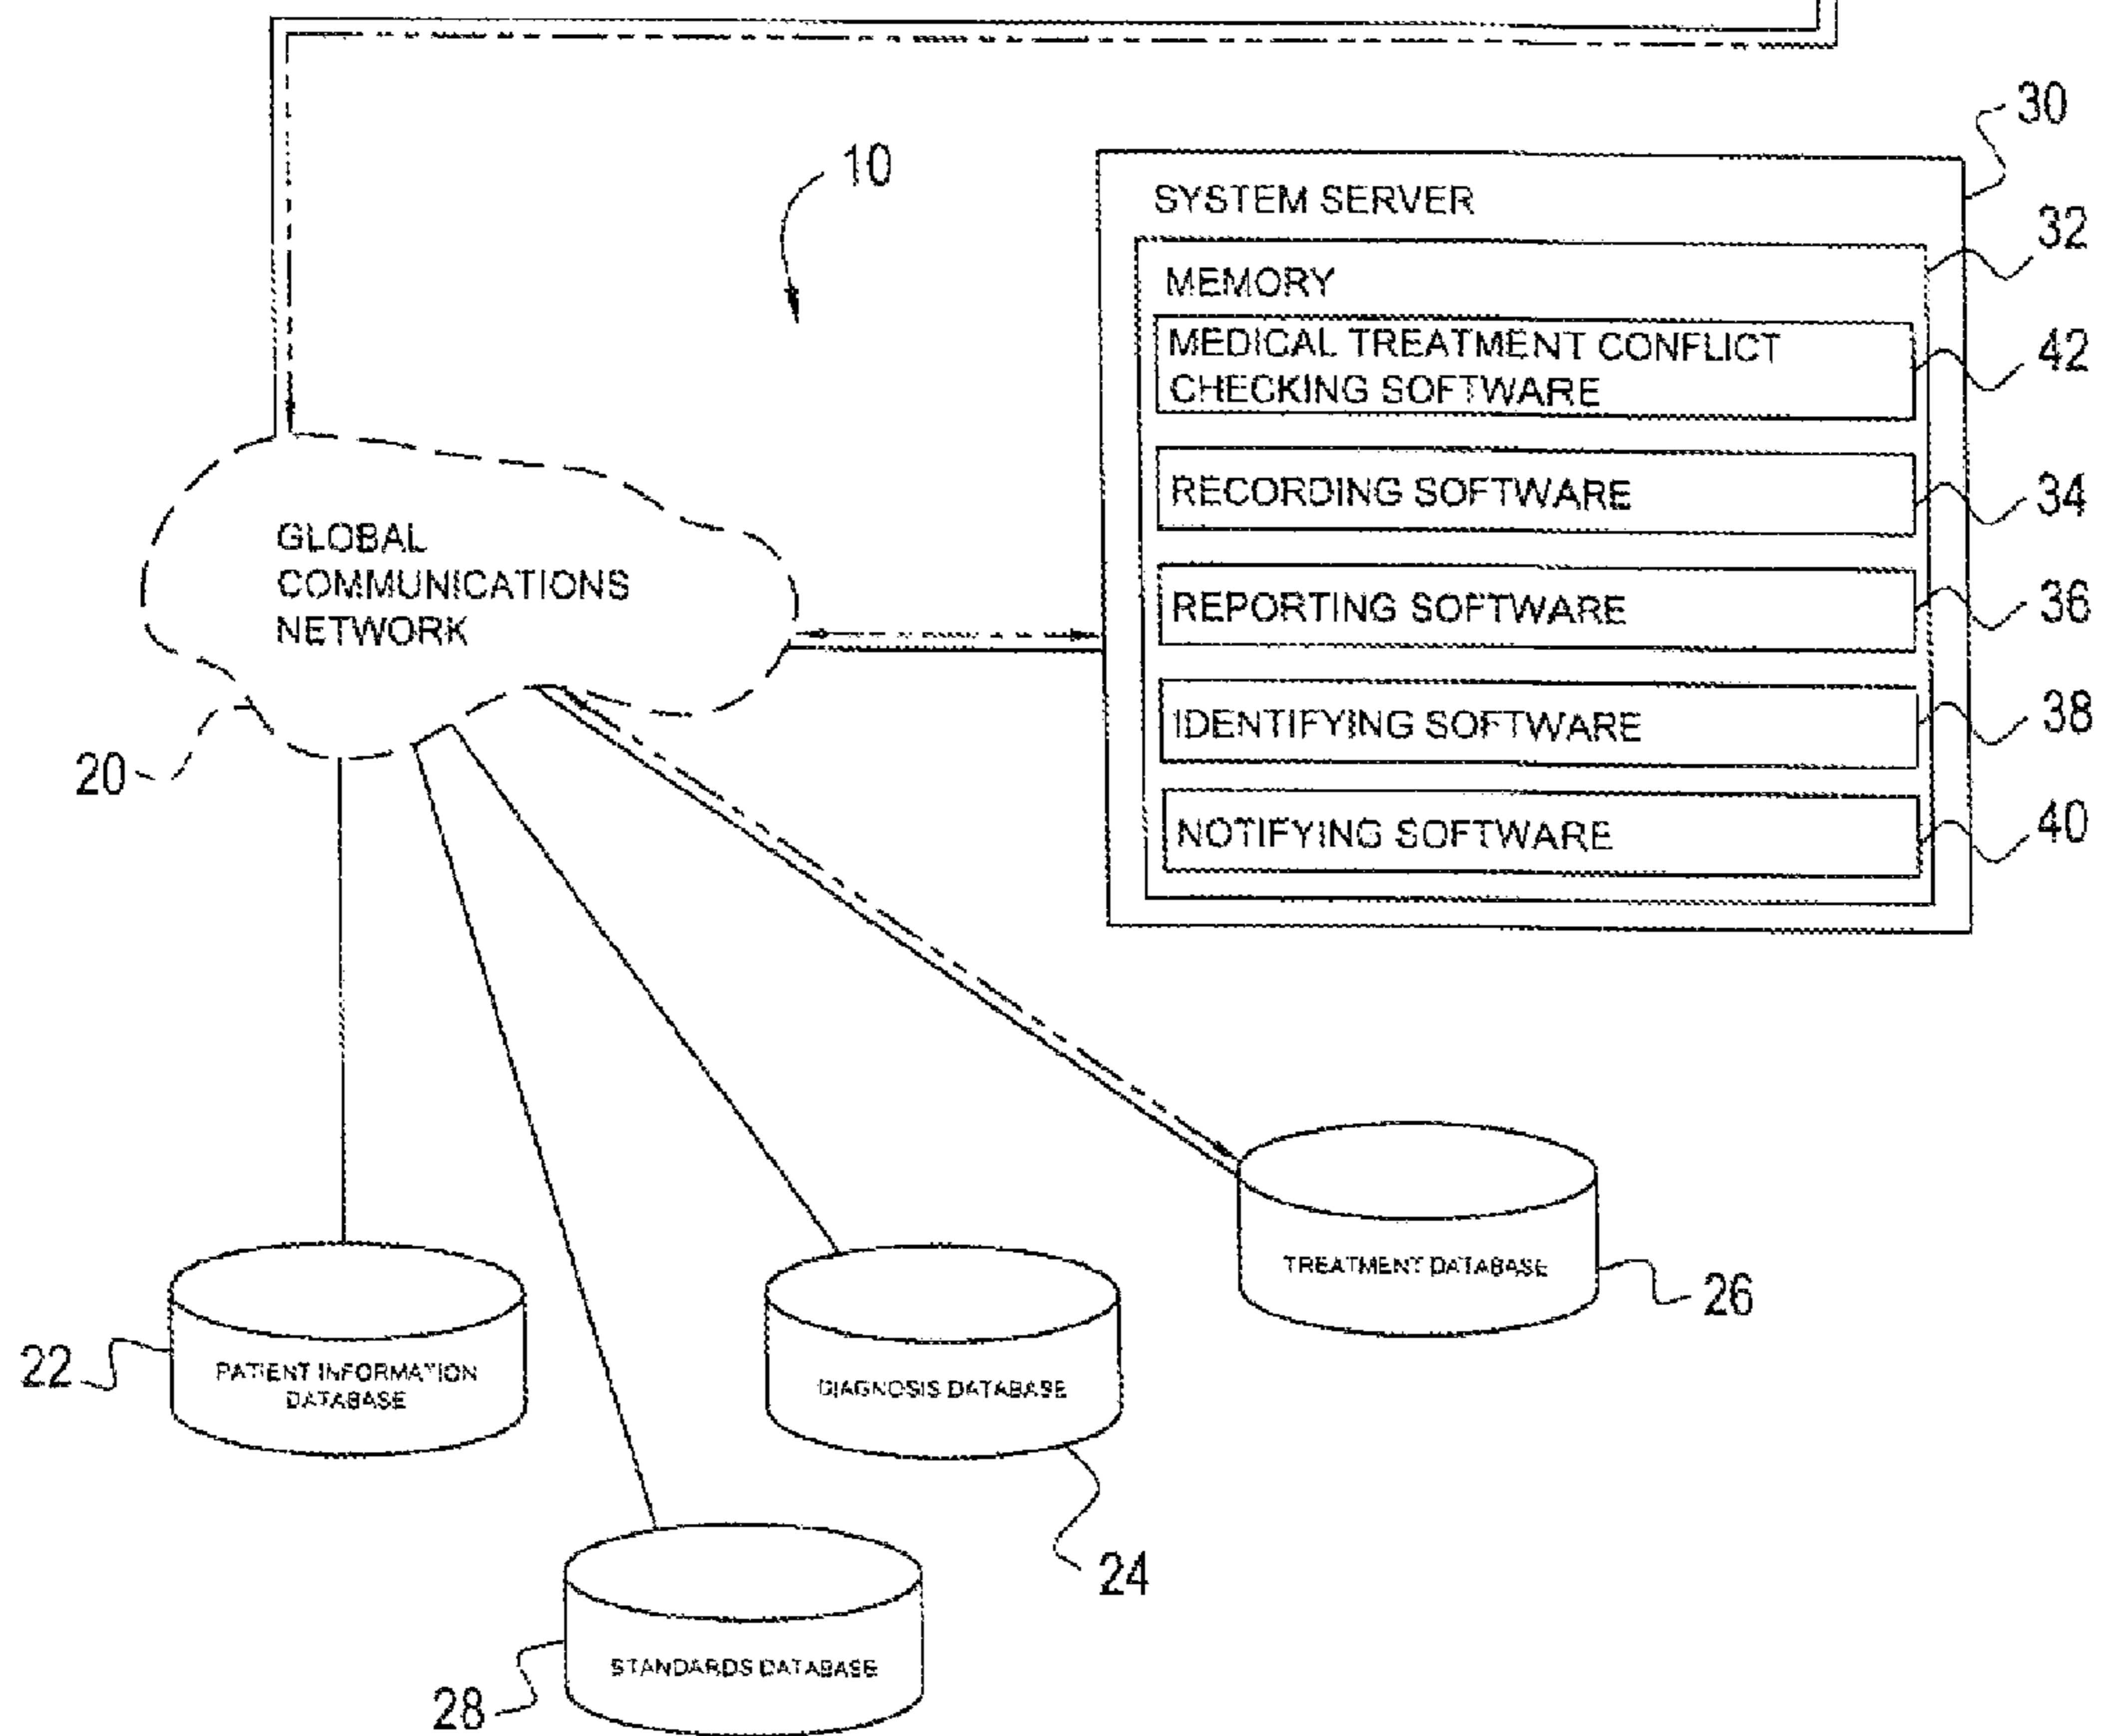 10
30
SYSTEM SERVER
32
MEMORY
MEDICAL TREATMENT CONFLICT
CHECKING SOFTWARE
42
RECORDING SOFTWARE
34
REPORTING SOFTWARE
36
IDENTIFYING SOFTWARE
38
NOTIFYING SOFTWARE
40
GLOBAL
COMMUNICATIONS
NETWORK
20
TREATMENT DATABASE
26
22
PATIENT INFORMATION
DATABASE
DIAGNOSIS DATABASE
24
STANDARDS DATABASE
28